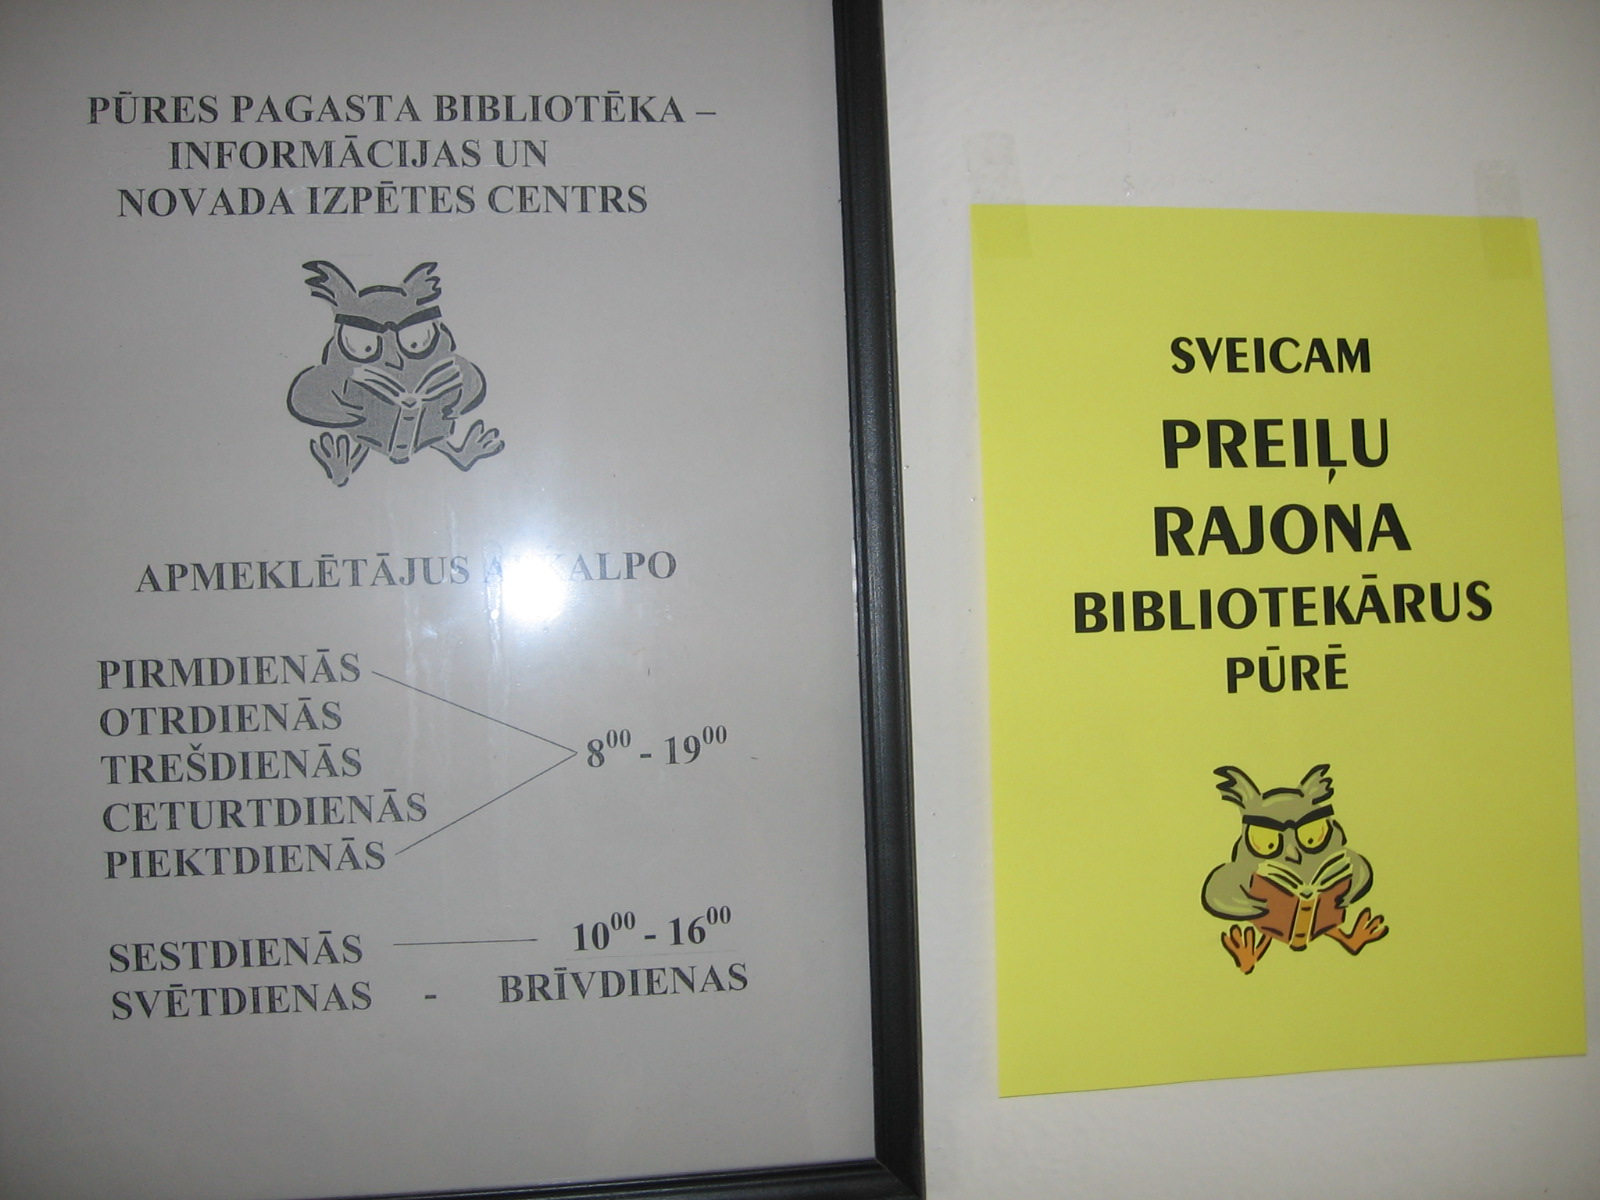 PŪRES PAGASTA BIBLIOTĒKA –
INFORMĀCIJAS UN
NOVADA IZPĒTES CENTRS
APMEKLĒTĀJUS
PIRMDIENĀS
OTRDIENĀS
TREŠDIENĀS
CETURTDIENĀS
PIEKTDIENĀS
8⁰⁰ - 19⁰⁰
SESTDIENĀS 10⁰⁰ - 16⁰⁰
SVĒTDIENAS - BRĪVDIENAS
SVEICAM
PREIĻU
RAJONA
BIBLIOTEKĀRUS
PŪRĒ